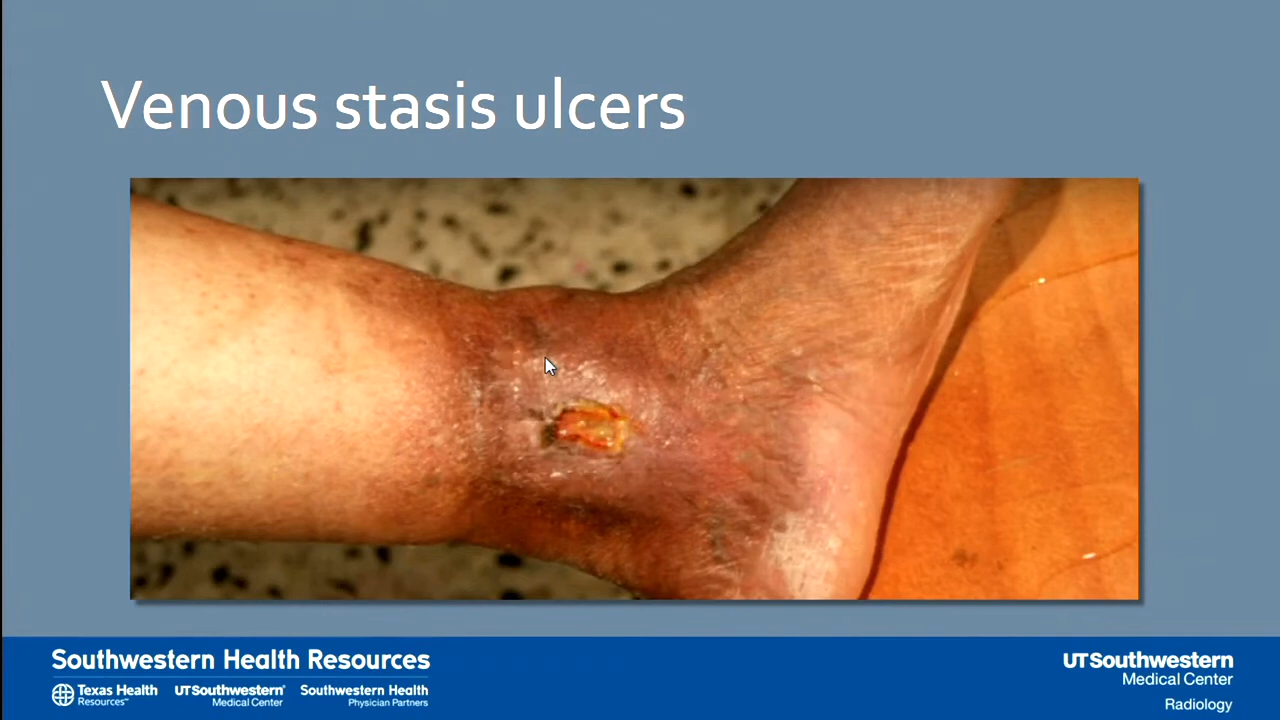 Venous stasis ulcers
Southwestern Health Resources
Texas Health
Resources℠
UTSouthwestern®
Medical Center
Southwestern Health
Physician Partners
UTSouthwestern
Medical Center
Radiology